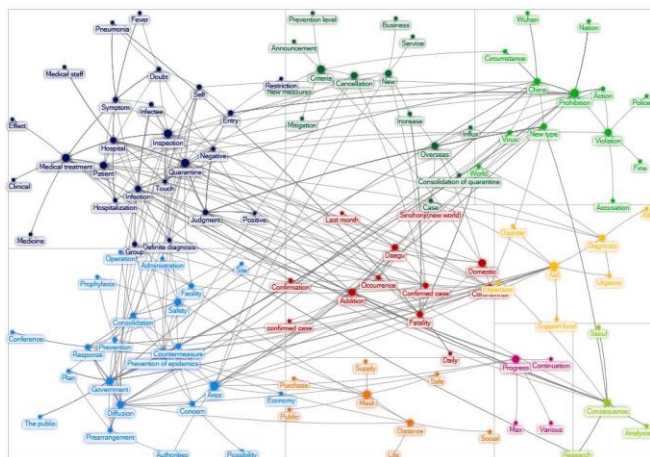 Fever
Pneumonia
Medical staff
Doubt
Symptom
Self
Infectee
Entry
Restriction
Effect
Hospital
Inspection
Negative
Medical treatment
Patient
Quarantine
Clinical
Infection
Touch
Hospitalization
Judgment
Positive
Medicine
Group
Definite diagnosis
Prevention level
Business
Announcement
Service
Criteria
Cancellation
New
New measures
Mitigation
Increase
Influx
Overseas
Consolidation of quarantine
Case
Wuhan
Nation
Circumstance
China
Prohibition
Action
Police
New type
Virus
Violation
World
Fine
Accusation
Operation
Administration
Site
Prophylaxis
Facility
Safety
Consolidation
Conference
Prevention
Response
Countermeasure
Prevention of epidemics
Plan
Government
Area
Diffusion
Concern
Economy
The public
Prearrangement
Authorities
Possibility
Last month
Sinchonji(new world)
Daegu
Domestic
Confirmation
Occurrence
Addition
Confirmed case
Fatality
confirmed case
Daily
Disaster
Diagnosis
Urgency
Expansion
Support fund
Supply
Purchase
Sale
Mask
Public
Distance
Social
Life
Progress
Continuation
Max
Various
Seoul
Consequence
Analysis
Research